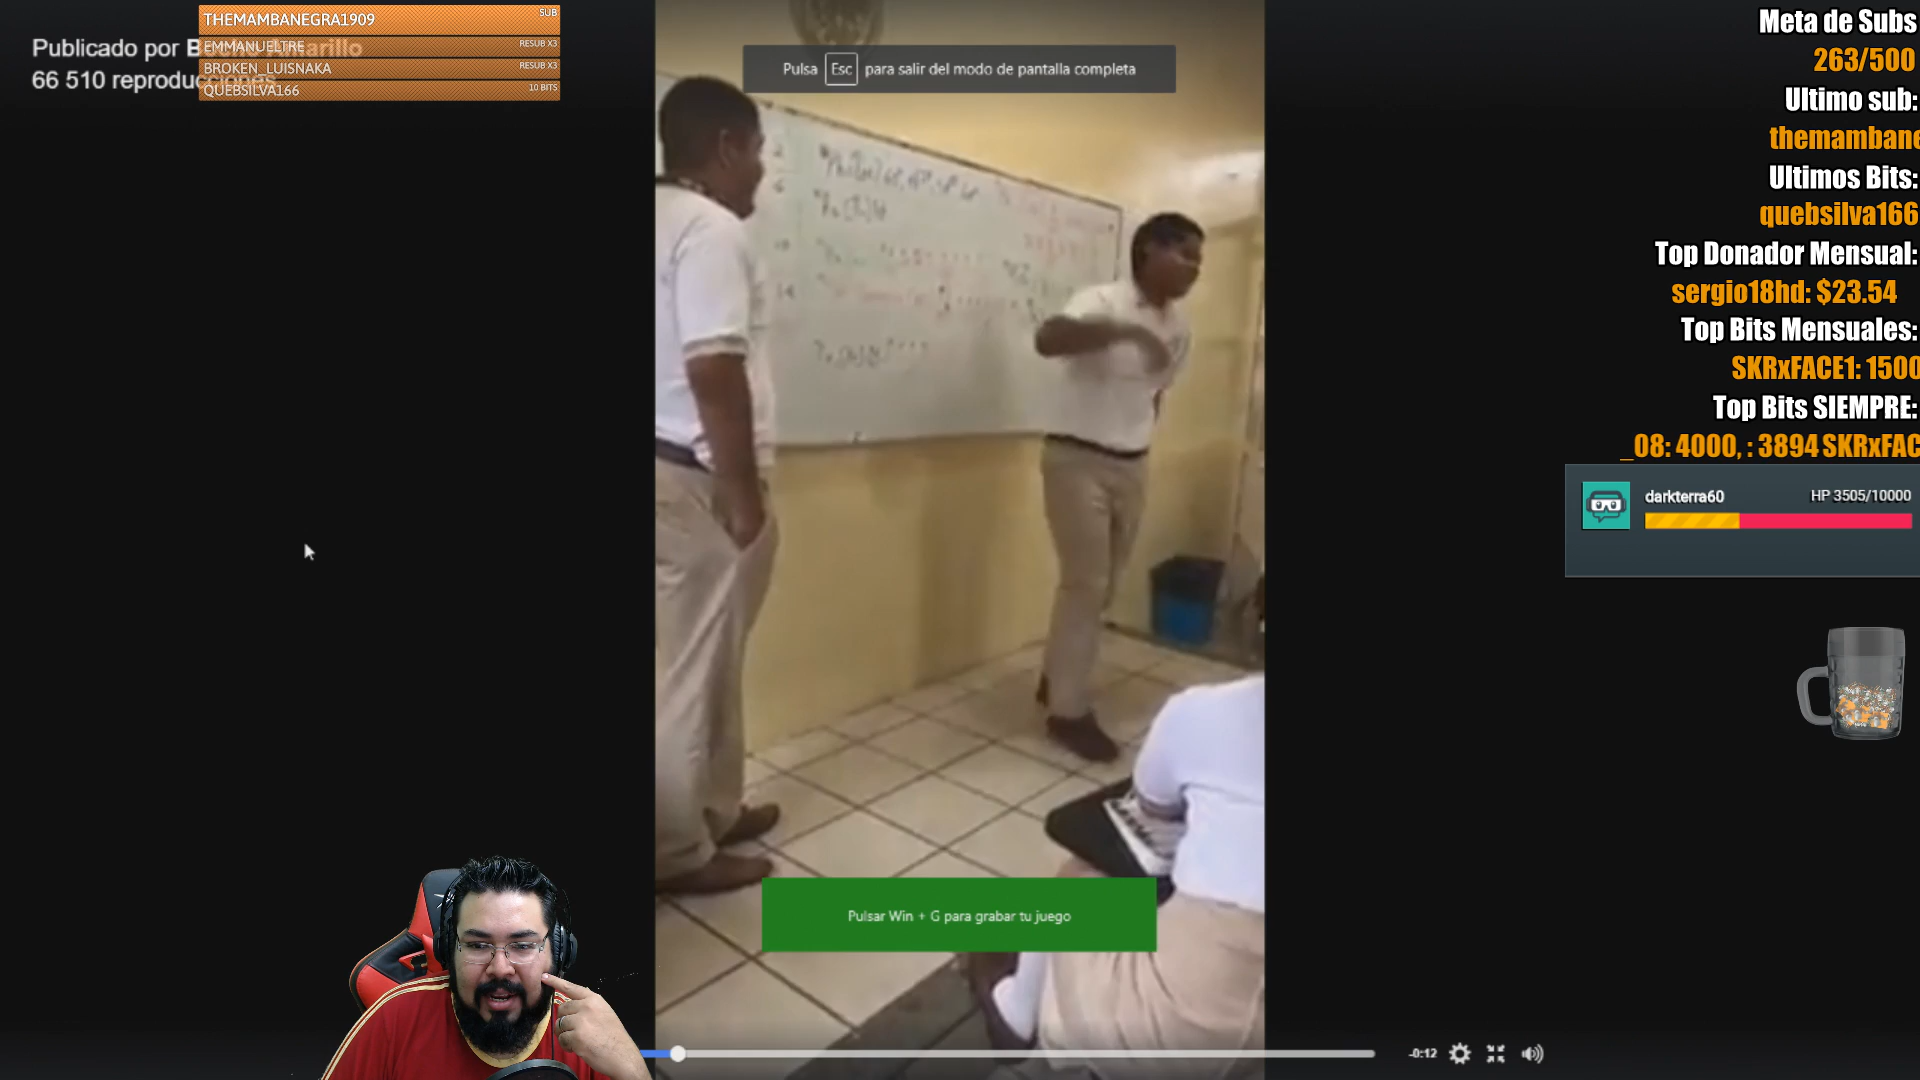 Publicado por B
66 510 reproducciones
THEMAMBANEGRA1909 SUB
EMMANUELTRE RESUB X3
BROKEN_LUISNAKA RESUB X3
QUEBSILVA166 10 BITS
Pulsa Esc para salir del modo de pantalla completa
Meta de Subs
263/500
Ultimo sub:
themambane
Ultimos Bits:
quebsilva166
Top Donador Mensual:
sergio18hd: $23.54
Top Bits Mensuales:
SKRxFACE1: 1500
Top Bits SIEMPRE:
_08: 4000, : 3894 SKRxFAC
darkterra60 HP 3505/10000
Pulsar Win + G para grabar tu juego
-0:12